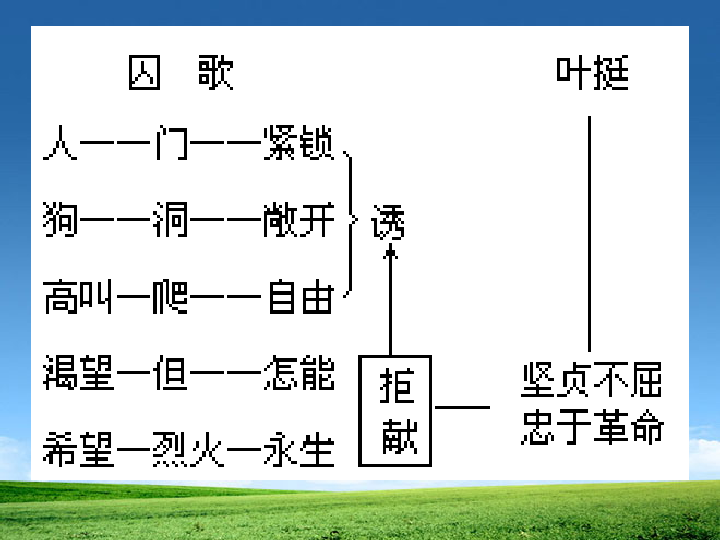 囚 歌 叶挺
人——门——紧锁
狗——洞——敞开
诱
高叫—爬——自由
渴望—但——怎能
希望—烈火—永生
拒
献
坚贞不屈
忠于革命